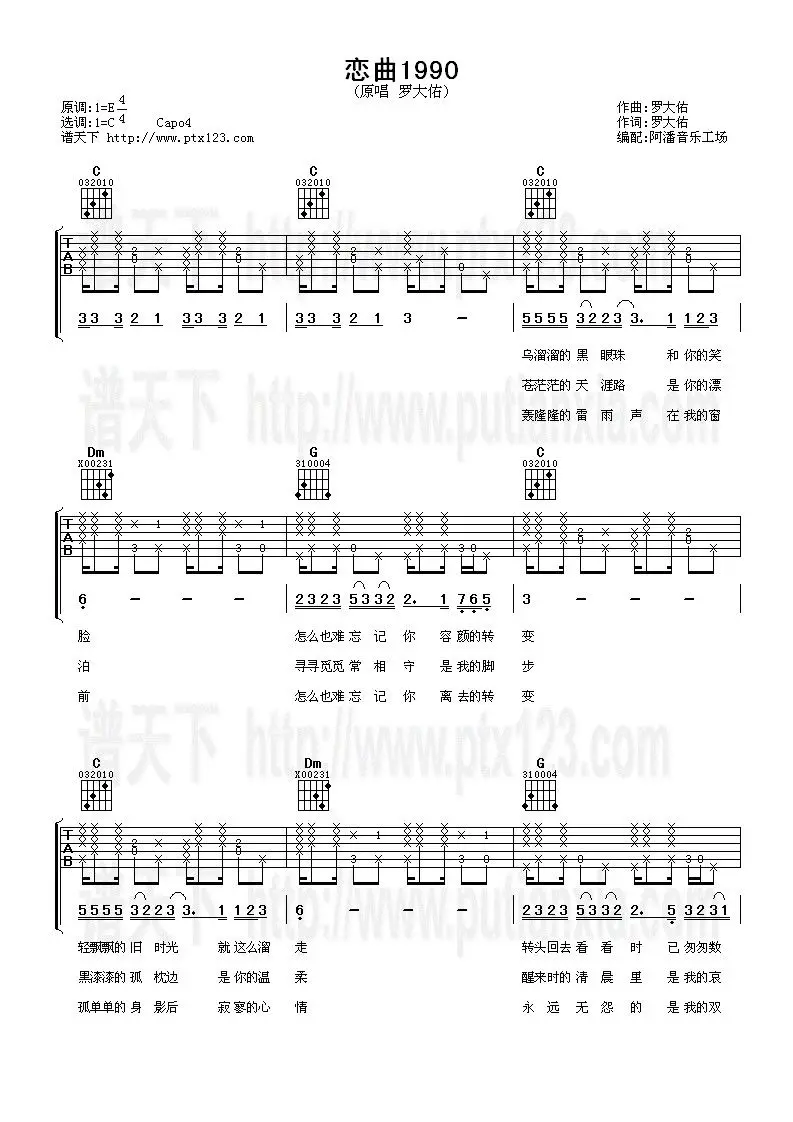 恋曲1990
(原唱 罗大佑)
原调:1=E 4/4
选调:1=C 4/4 Capo4
谱天下 http://www.ptx123.com
作曲:罗大佑
作词:罗大佑
编配:阿潘音乐工场
C C C
032010 032010 032010
TAB
33 3 2 1 33 3 2 1 33 3 2 1 3 - 5555 3223 3. 1 123
乌溜溜的黑 眼珠 和你的笑
苍茫茫的天 涯路 是你的漂
轰隆隆的雷 雨声 在我的窗
Dm G C
X00231 310004 032010
TAB
6 - - - 2323 5332 2. 1 765 3 - - -
脸 怎么也难 忘记 你 容 颜的转 变
泊 寻寻觅觅 常相 守 是我的脚 步
前 怎么也难 忘记 你 离 去的转 变
C Dm G
032010 X00231 310004
TAB
5555 3223 3. 1 123 6 - - - 2323 5332 2. 5 3231
轻飘飘的旧 时光 就这么溜 走 转头回去看 看时 己匆匆数
黑漆漆的孤 枕边 是你的温 柔 醒来时的清 晨里 是我的哀
孤单单的身 影后 寂寥的心 情 永远无怨的 是我的双
谱天下 http://www.ptx123.com
http://www.putianxia.com